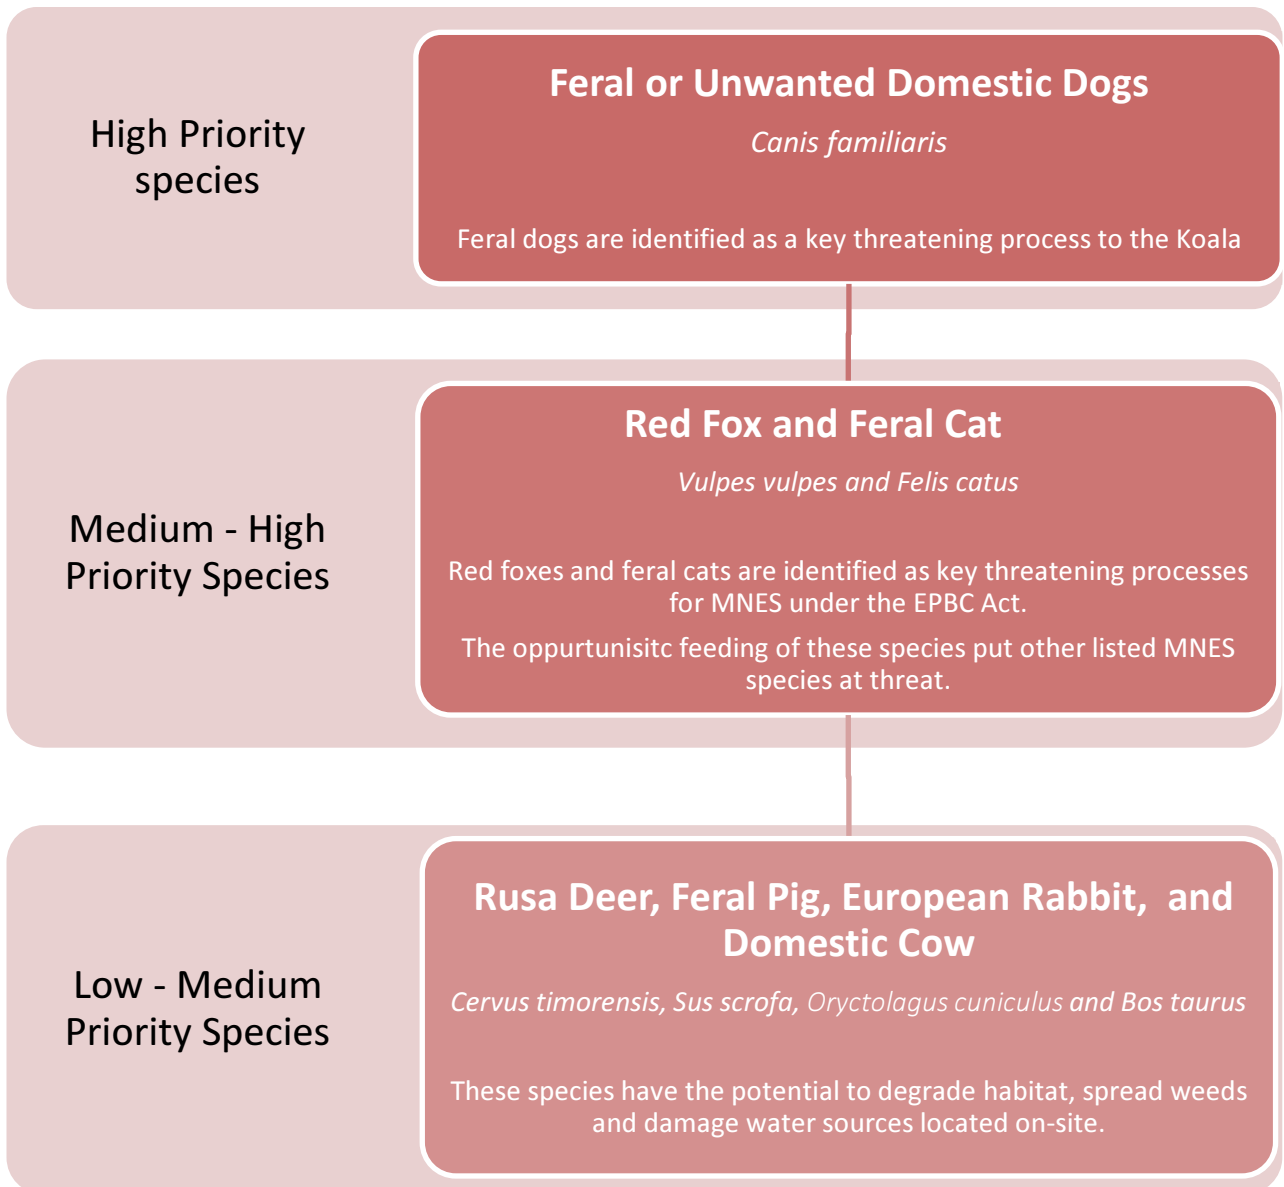 High Priority
species
Feral or Unwanted Domestic Dogs
Canis familiaris
Feral dogs are identified as a key threatening process to the Koala
Medium - High
Priority Species
Red Fox and Feral Cat
Vulpes vulpes and Felis catus
Red foxes and feral cats are identified as key threatening processes
for MNES under the EPBC Act.
The oppurtunisitc feeding of these species put other listed MNES
species at threat.
Low - Medium
Priority Species
Rusa Deer, Feral Pig, European Rabbit,  and
Domestic Cow
Cervus timorensis, Sus scrofa, Oryctolagus cuniculus and Bos taurus
These species have the potential to degrade habitat, spread weeds
and damage water sources located on-site.